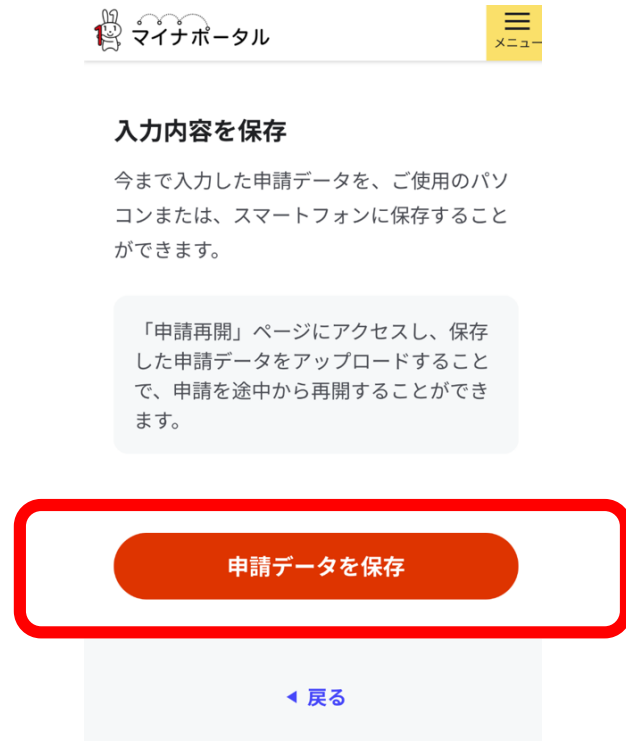 マイナポータル
メニュー
入力内容を保存
今まで入力した申請データを、ご使用のパソ
コンまたは、スマートフォンに保存すること
ができます。
「申請再開」ページにアクセスし、保存
した申請データをアップロードすること
で、申請を途中から再開することができ
ます。
申請データを保存
◀ 戻る